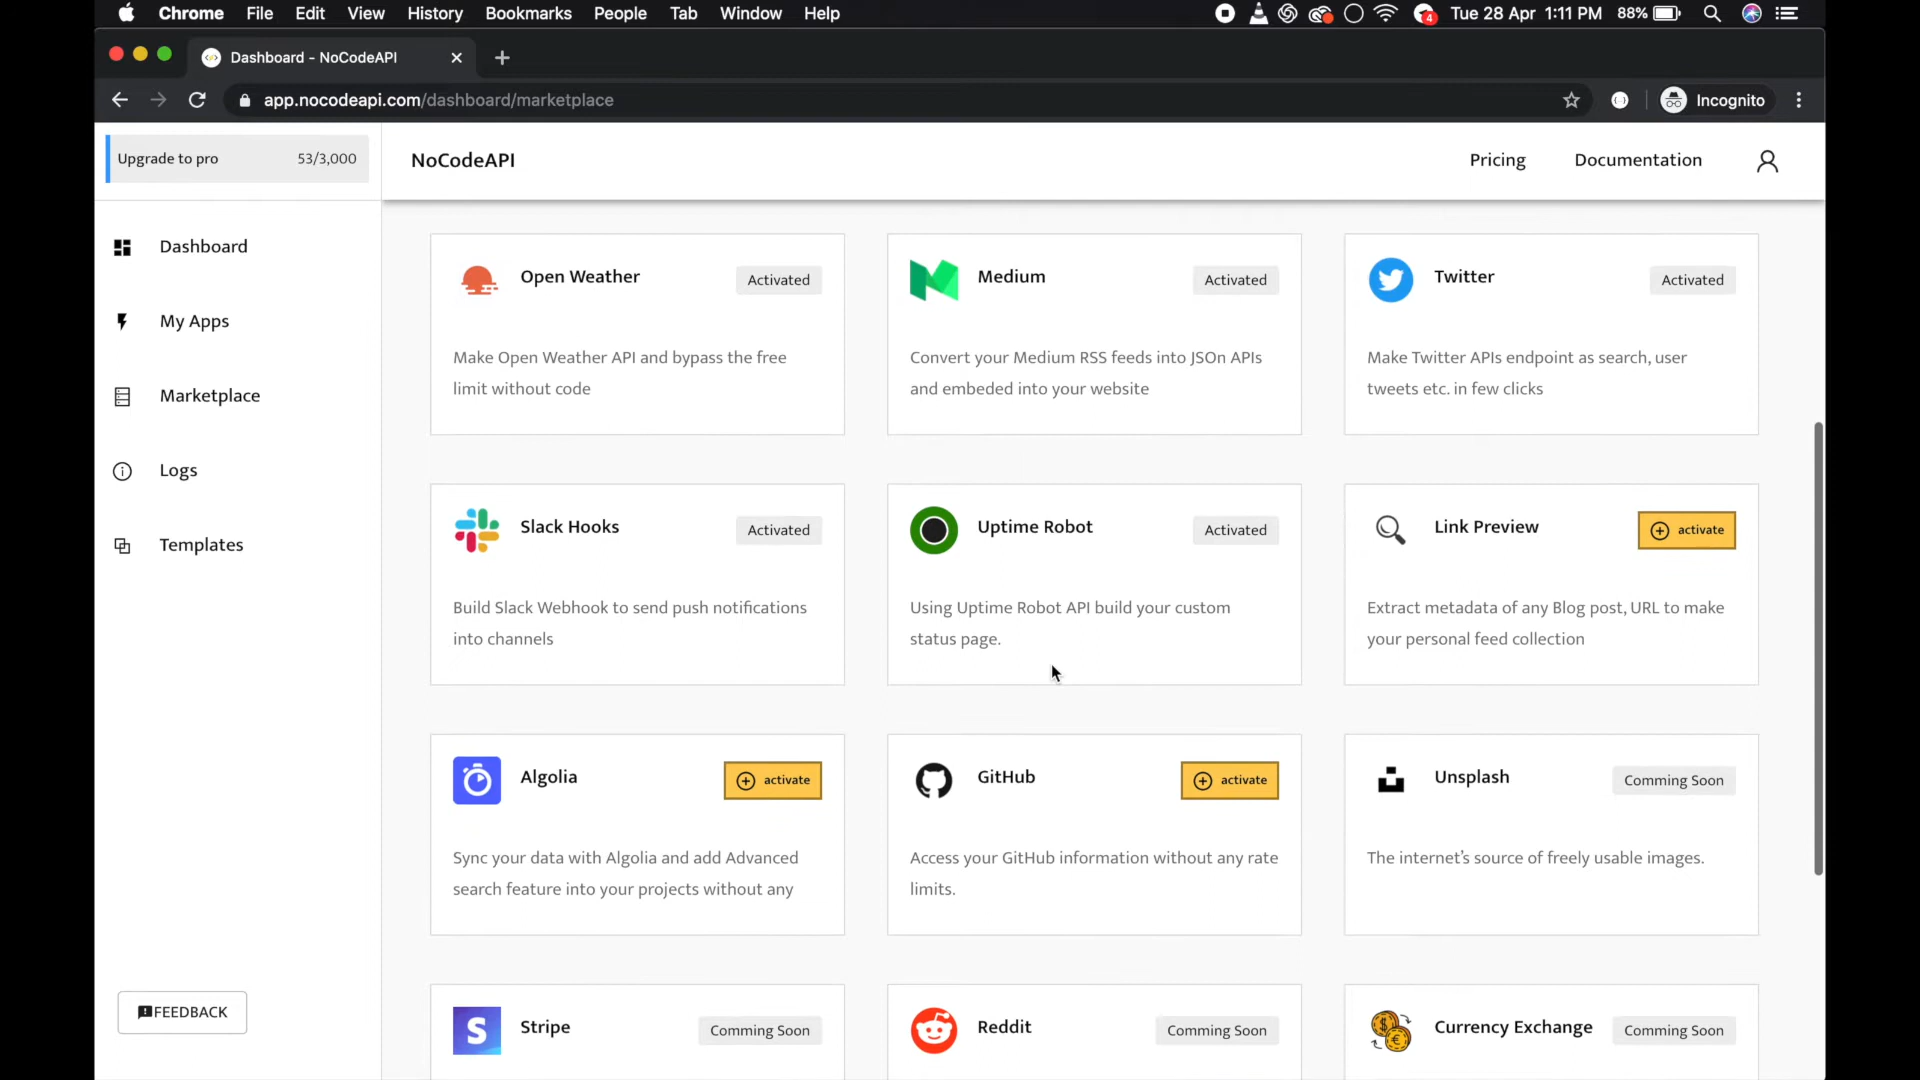 Chrome File Edit View History Bookmarks People Tab Window Help
4 Tue 28 Apr 1:11 PM 88%
Dashboard - NoCodeAPI
app.nocodeapi.com/dashboard/marketplace
Incognito
Upgrade to pro 53/3,000
NoCodeAPI
Pricing
Documentation
Dashboard
My Apps
Marketplace
Logs
Templates
FEEDBACK
Open Weather
Activated
Make Open Weather API and bypass the free
limit without code
Medium
Activated
Convert your Medium RSS feeds into JSOn APIs
and embeded into your website
Twitter
Activated
Make Twitter APIs endpoint as search, user
tweets etc. in few clicks
Slack Hooks
Activated
Build Slack Webhook to send push notifications
into channels
Uptime Robot
Activated
Using Uptime Robot API build your custom
status page.
Link Preview
activate
Extract metadata of any Blog post, URL to make
your personal feed collection
Algolia
activate
Sync your data with Algolia and add Advanced
search feature into your projects without any
GitHub
activate
Access your GitHub information without any rate
limits.
Unsplash
Comming Soon
The internet's source of freely usable images.
Stripe
Comming Soon
Reddit
Comming Soon
Currency Exchange
Comming Soon